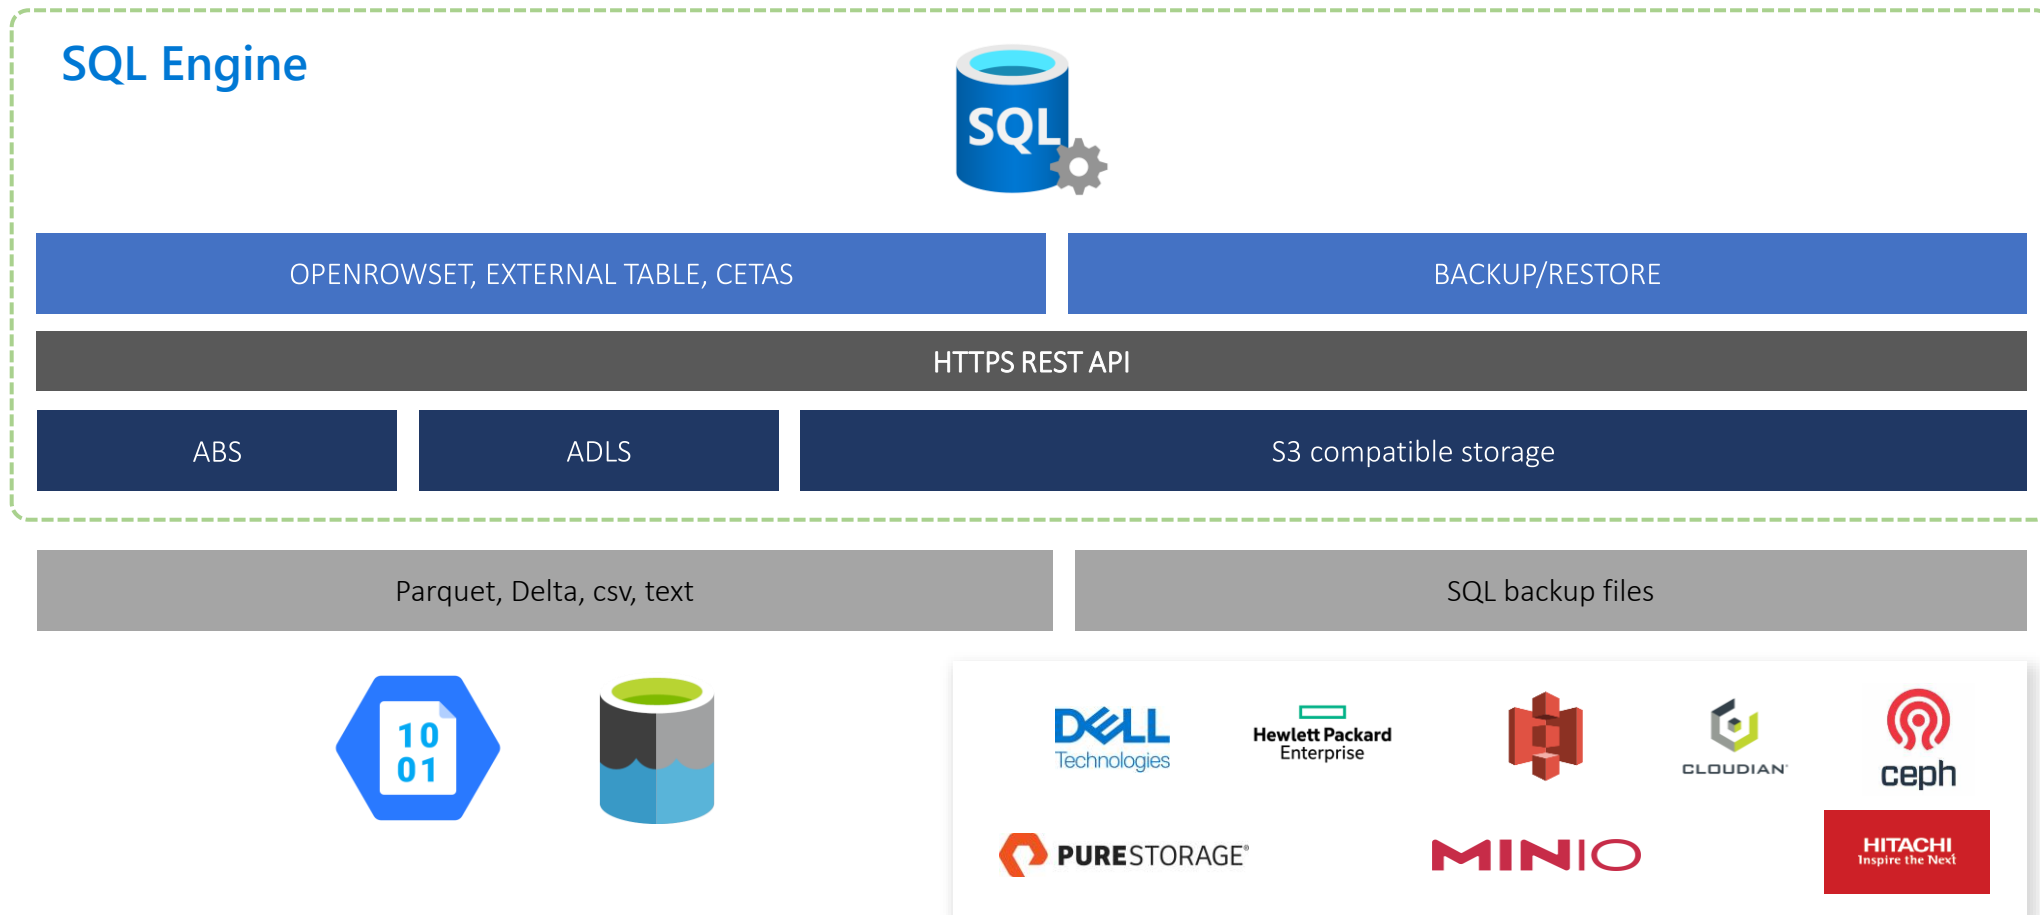 SQL Engine
SQL
OPENROWSET, EXTERNAL TABLE, CETAS
BACKUP/RESTORE
HTTPS REST API
ABS
ADLS
S3 compatible storage
Parquet, Delta, csv, text
SQL backup files
10
01
DELL
Technologies
Hewlett Packard
Enterprise
CLOUDIAN
ceph
PURESTORAGE®
MINIO
HITACHI
Inspire the Next